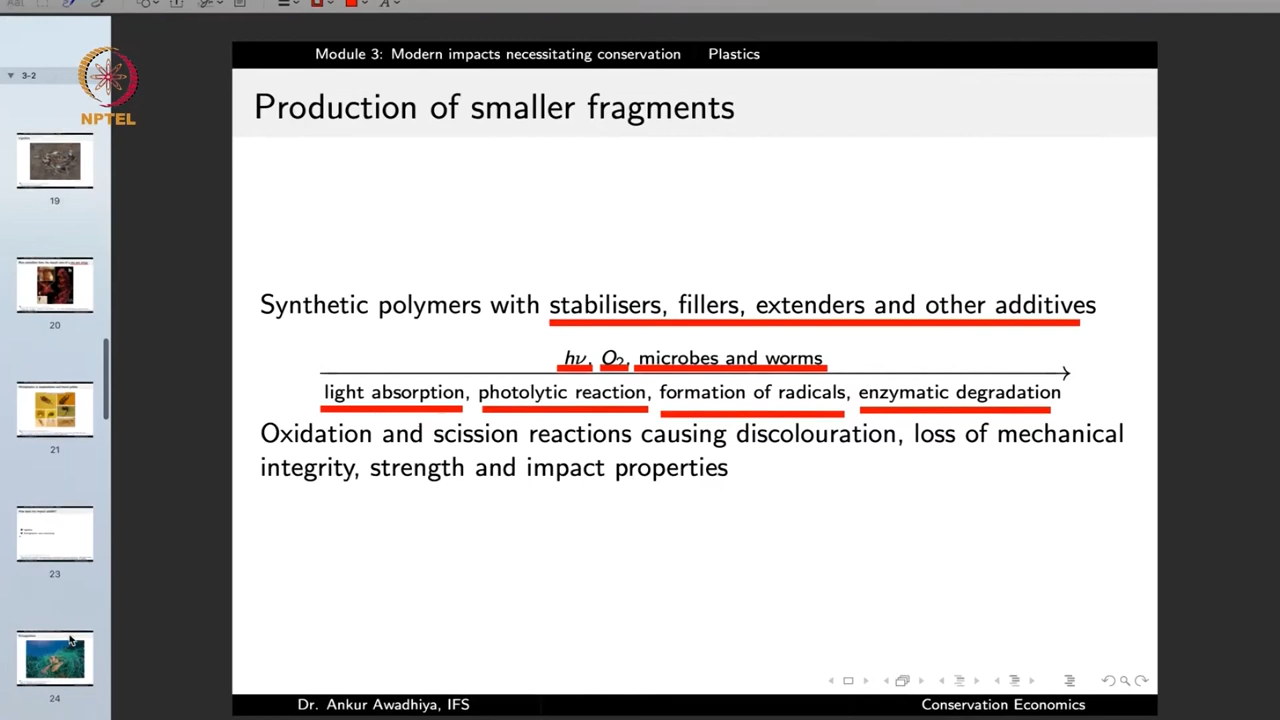 3-2
NPTEL
19
20
21
23
24
Module 3: Modern impacts necessitating conservation Plastics
Production of smaller fragments
Synthetic polymers with stabilisers, fillers, extenders and other additives
hν, O₂, microbes and worms
light absorption, photolytic reaction, formation of radicals, enzymatic degradation
Oxidation and scission reactions causing discolouration, loss of mechanical
integrity, strength and impact properties
Dr. Ankur Awadhiya, IFS Conservation Economics